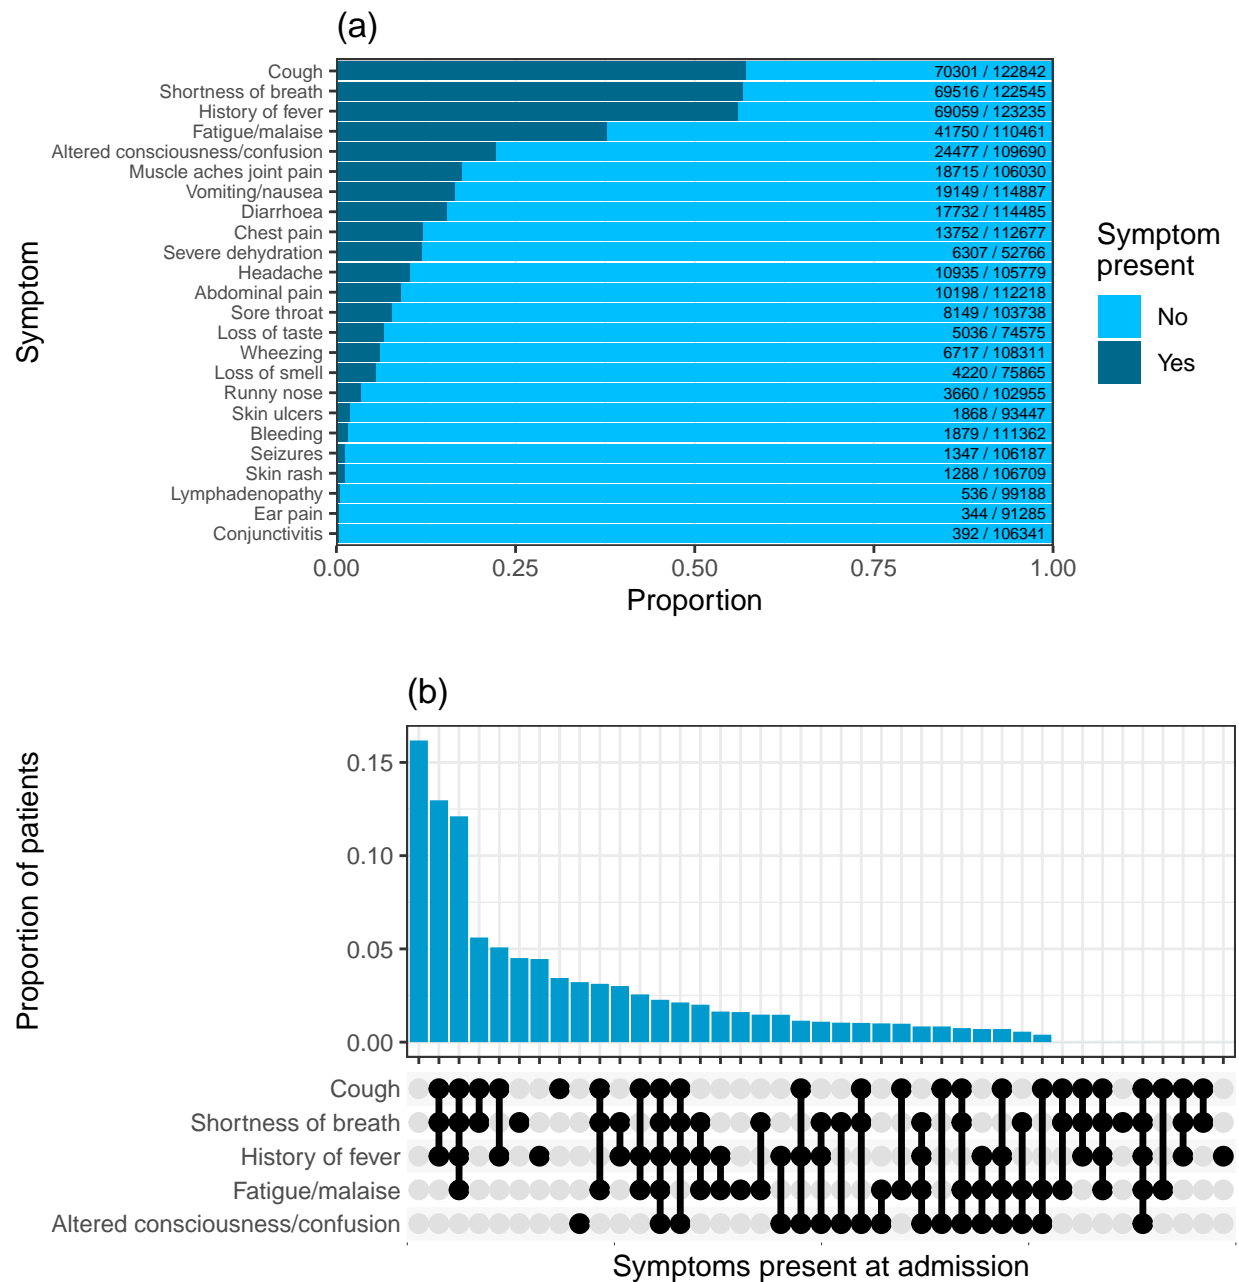 (a)
Symptom
Cough 70301 / 122842
Shortness of breath 69516 / 122545
History of fever 69059 / 123235
Fatigue/malaise 41750 / 110461
Altered consciousness/confusion 24477 / 109690
Muscle aches joint pain 18715 / 106030
Vomiting/nausea 19149 / 114887
Diarrhoea 17732 / 114485
Chest pain 13752 / 112677
Severe dehydration 6307 / 52766
Headache 10935 / 105779
Abdominal pain 10198 / 112218
Sore throat 8149 / 103738
Loss of taste 5036 / 74575
Wheezing 6717 / 108311
Loss of smell 4220 / 75865
Runny nose 3660 / 102955
Skin ulcers 1868 / 93447
Bleeding 1879 / 111362
Seizures 1347 / 106187
Skin rash 1288 / 106709
Lymphadenopathy 536 / 99188
Ear pain 344 / 91285
Conjunctivitis 392 / 106341
0.00 0.25 0.50 0.75 1.00
Proportion
Symptom
present
No
Yes
(b)
Proportion of patients
0.15
0.10
0.05
0.00
Cough
Shortness of breath
History of fever
Fatigue/malaise
Altered consciousness/confusion
Symptoms present at admission